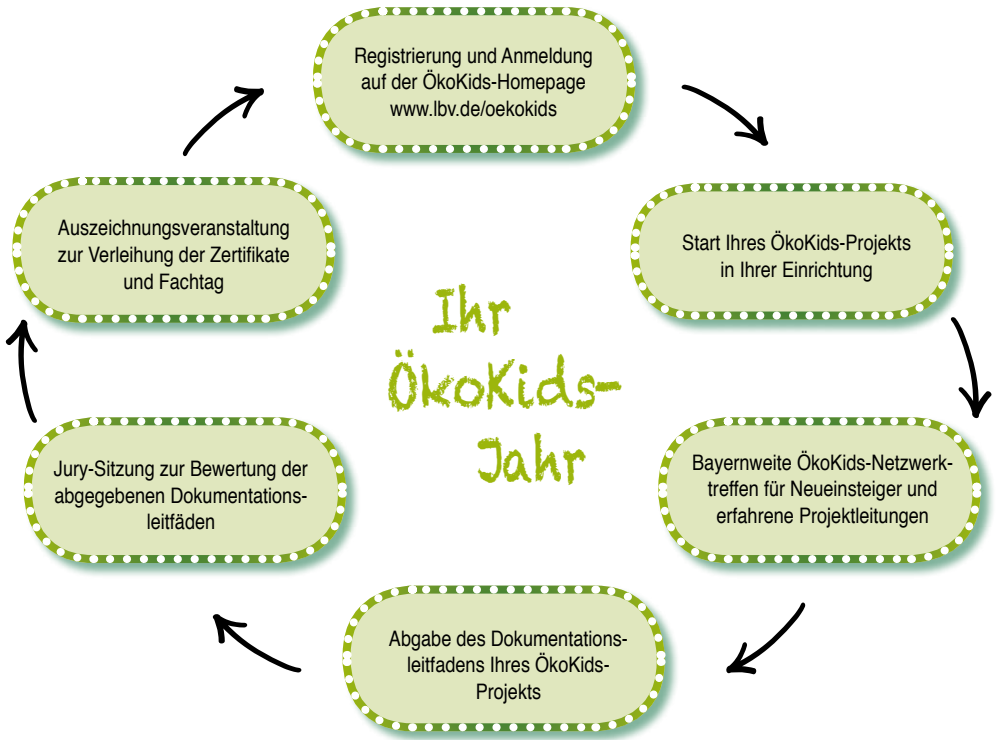 Registrierung und Anmeldung
auf der ÖkoKids-Homepage
www.lbv.de/oekokids
Start Ihres ÖkoKids-Projekts
in Ihrer Einrichtung
Bayernweite ÖkoKids-Netzwerk-
treffen für Neueinsteiger und
erfahrene Projektleitungen
Abgabe des Dokumentations-
leitfadens Ihres ÖkoKids-
Projekts
Jury-Sitzung zur Bewertung der
abgegebenen Dokumentations-
leitfäden
Auszeichnungsveranstaltung
zur Verleihung der Zertifikate
und Fachtag
Ihr
ÖkoKids-
Jahr